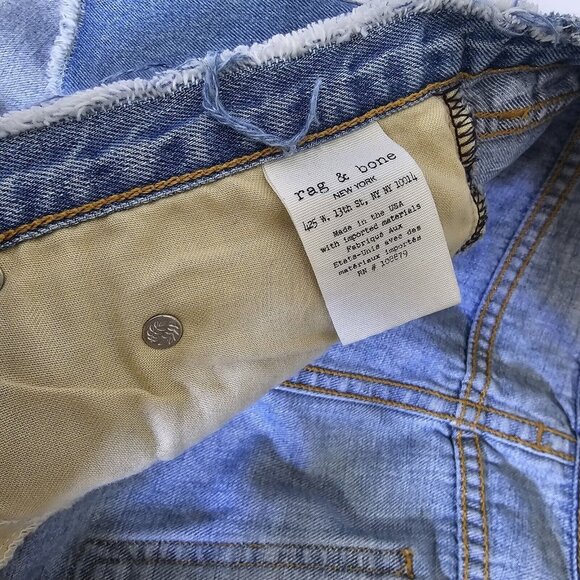 rag & bone
NEW YORK
425 W. 13th St, NY NY 10014
Made in the USA
with imported materials
Fabriqué Aux
Etats-Unis avec des
matériaux importés
RN # 102879